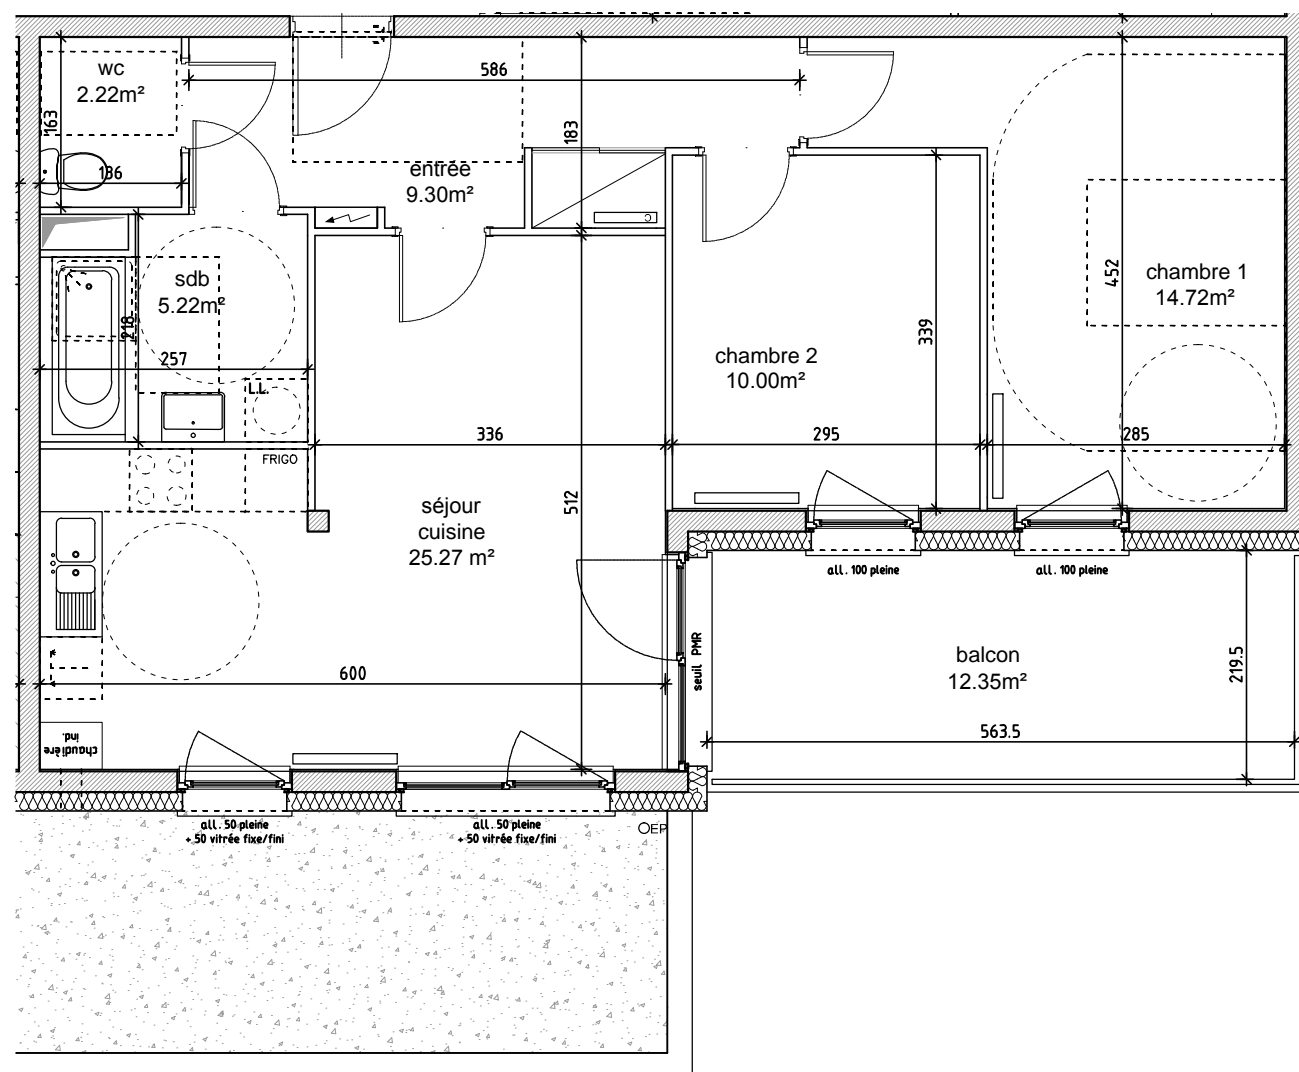 wc
2.22m²
163
136
586
183
entrée
9.30m²
C
sdb
5.22m²
218
257
L.L.
FRIGO
336
512
séjour
cuisine
25.27 m²
chambre 2
10.00m²
339
295
452
chambre 1
14.72m²
285
all. 100 pleine
all. 100 pleine
seuil PMR
balcon
12.35m²
219.5
563.5
600
chaudière
ind.
all. 50 pleine
+ 50 vitrée fixe/fini
all. 50 pleine
+ 50 vitrée fixe/fini
EP